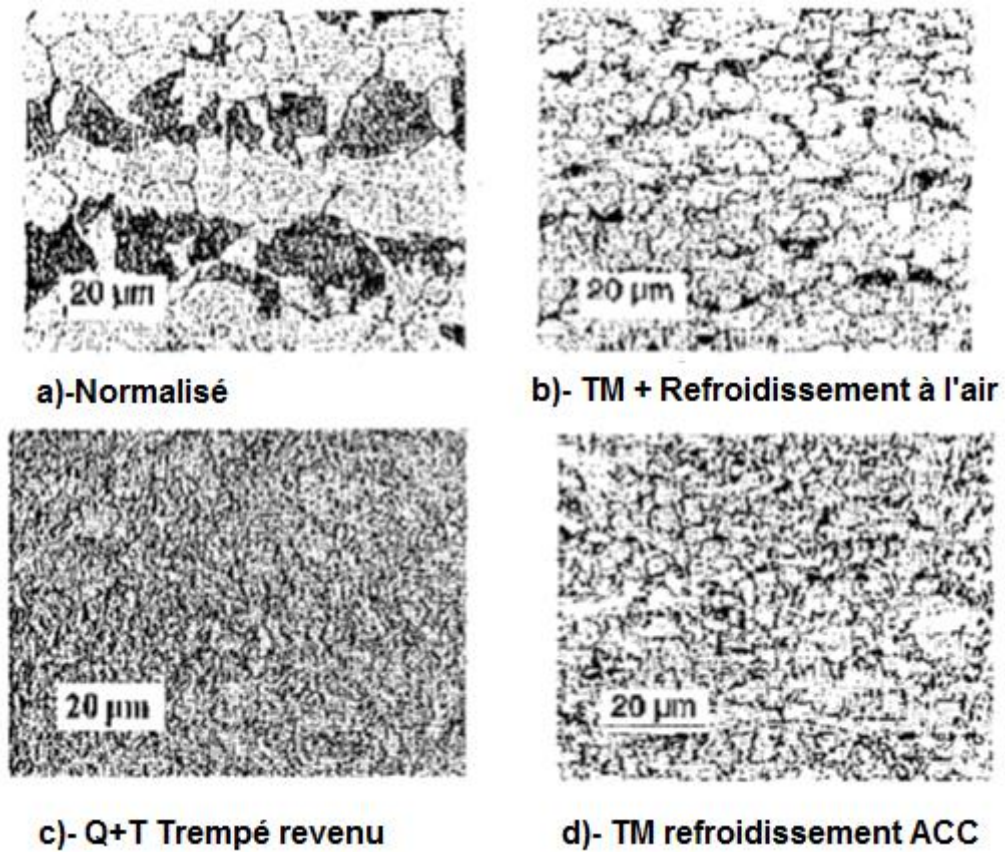 20 µm
20 µm
a)-Normalisé
b)- TM + Refroidissement à l'air
20 µm
20 µm
c)- Q+T Trempé revenu
d)- TM refroidissement ACC